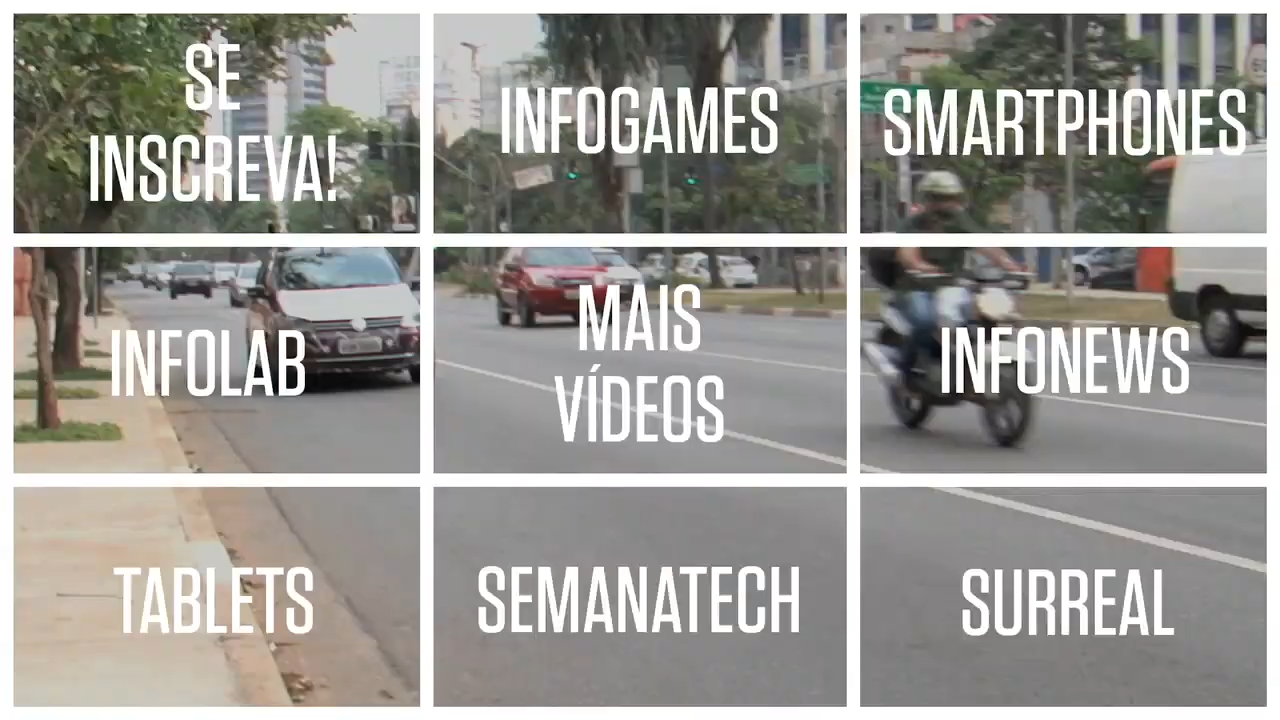 SE
INSCREVA!
INFOGAMES
SMARTPHONES
INFOLAB
MAIS
VÍDEOS
INFONEWS
TABLETS
SEMANATECH
SURREAL